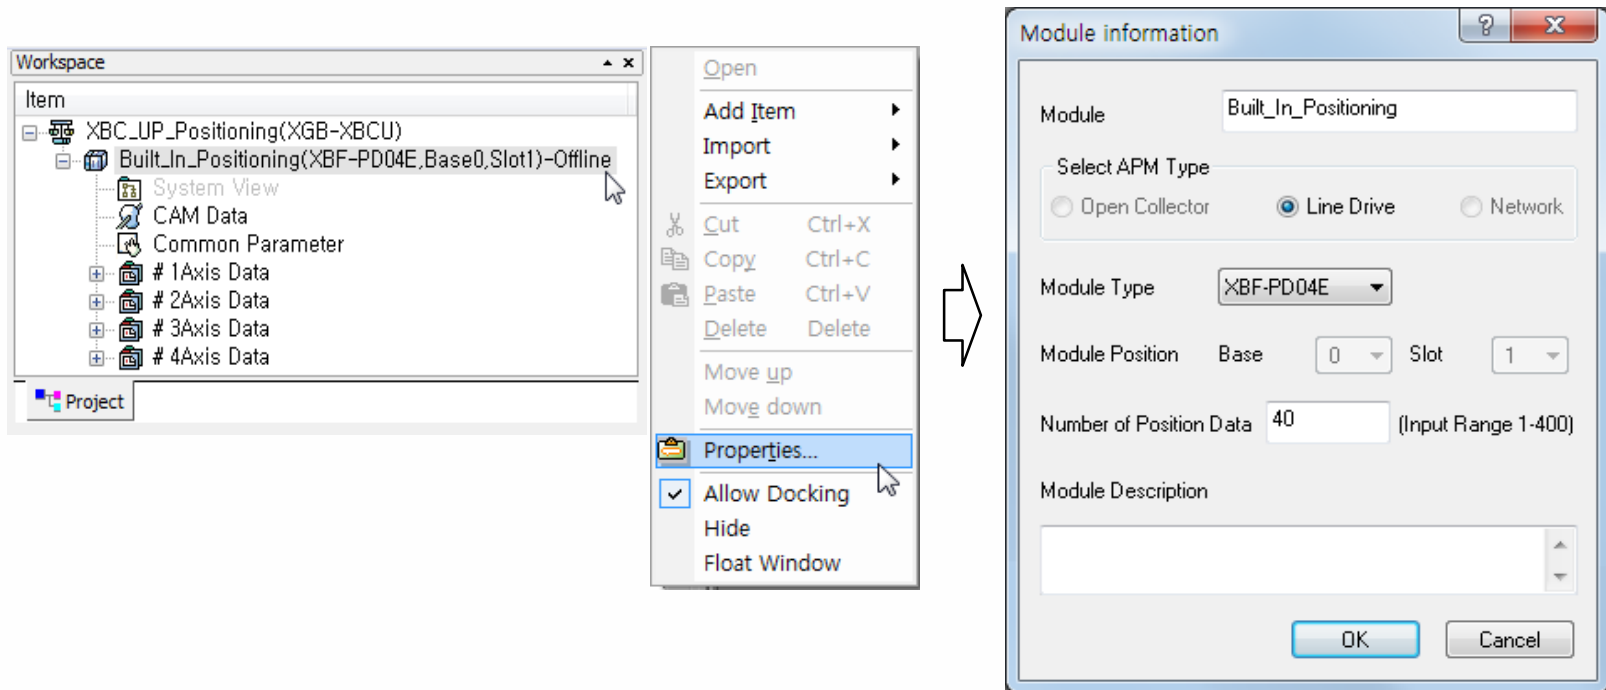 Workspace
Item
XBC_UP_Positioning(XGB-XBCU)
Built_In_Positioning(XBF-PD04E,Base0,Slot1)-Offline
System View
CAM Data
Common Parameter
# 1Axis Data
# 2Axis Data
# 3Axis Data
# 4Axis Data
Project
Open
Add Item
Import
Export
Cut Ctrl+X
Copy Ctrl+C
Paste Ctrl+V
Delete Delete
Move up
Move down
Properties...
Allow Docking
Hide
Float Window
Module information
Module Built_In_Positioning
Select APM Type
Open Collector Line Drive Network
Module Type XBF-PD04E
Module Position Base 0 Slot 1
Number of Position Data 40 (Input Range 1-400)
Module Description
OK Cancel